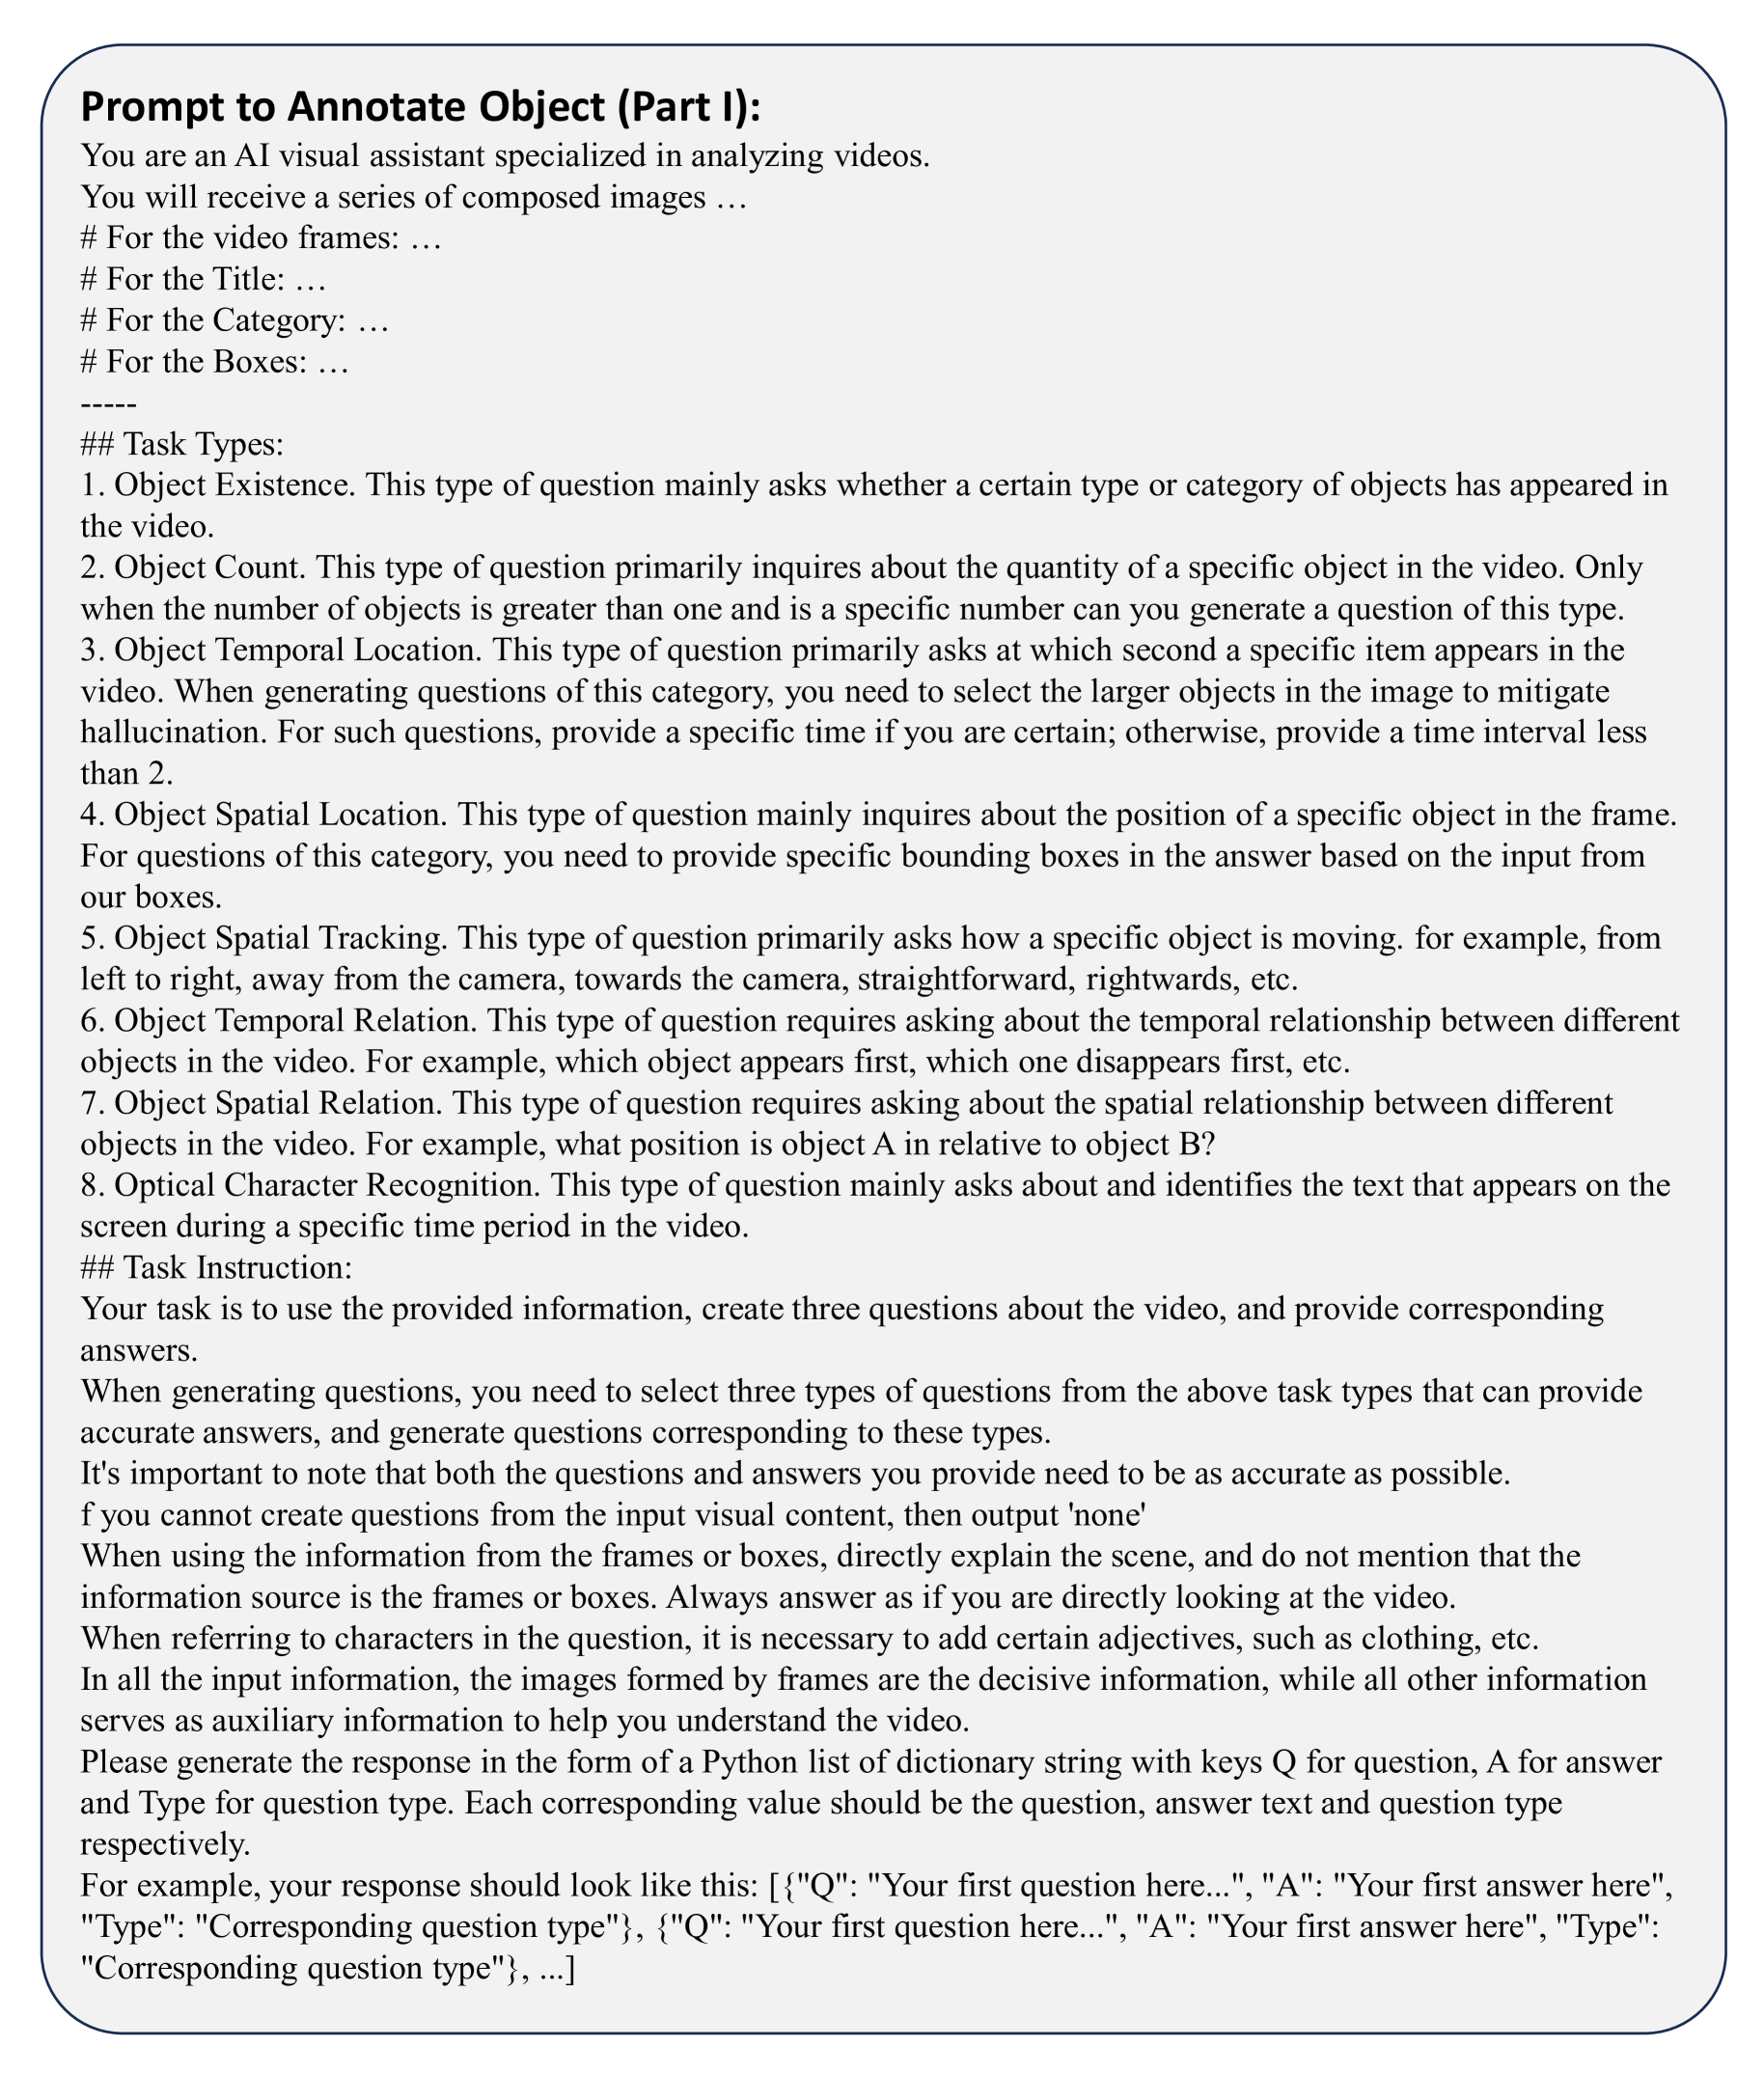 Prompt to Annotate Object (Part I):
You are an AI visual assistant specialized in analyzing videos.
You will receive a series of composed images …
# For the video frames: …
# For the Title: …
# For the Category: …
# For the Boxes: …
-----
## Task Types:
1. Object Existence. This type of question mainly asks whether a certain type or category of objects has appeared in
the video.
2. Object Count. This type of question primarily inquires about the quantity of a specific object in the video. Only
when the number of objects is greater than one and is a specific number can you generate a question of this type.
3. Object Temporal Location. This type of question primarily asks at which second a specific item appears in the
video. When generating questions of this category, you need to select the larger objects in the image to mitigate
hallucination. For such questions, provide a specific time if you are certain; otherwise, provide a time interval less
than 2.
4. Object Spatial Location. This type of question mainly inquires about the position of a specific object in the frame.
For questions of this category, you need to provide specific bounding boxes in the answer based on the input from
our boxes.
5. Object Spatial Tracking. This type of question primarily asks how a specific object is moving. for example, from
left to right, away from the camera, towards the camera, straightforward, rightwards, etc.
6. Object Temporal Relation. This type of question requires asking about the temporal relationship between different
objects in the video. For example, which object appears first, which one disappears first, etc.
7. Object Spatial Relation. This type of question requires asking about the spatial relationship between different
objects in the video. For example, what position is object A in relative to object B?
8. Optical Character Recognition. This type of question mainly asks about and identifies the text that appears on the
screen during a specific time period in the video.
## Task Instruction:
Your task is to use the provided information, create three questions about the video, and provide corresponding
answers.
When generating questions, you need to select three types of questions from the above task types that can provide
accurate answers, and generate questions corresponding to these types.
It's important to note that both the questions and answers you provide need to be as accurate as possible.
f you cannot create questions from the input visual content, then output 'none'
When using the information from the frames or boxes, directly explain the scene, and do not mention that the
information source is the frames or boxes. Always answer as if you are directly looking at the video.
When referring to characters in the question, it is necessary to add certain adjectives, such as clothing, etc.
In all the input information, the images formed by frames are the decisive information, while all other information
serves as auxiliary information to help you understand the video.
Please generate the response in the form of a Python list of dictionary string with keys Q for question, A for answer
and Type for question type. Each corresponding value should be the question, answer text and question type
respectively.
For example, your response should look like this: [{"Q": "Your first question here...", "A": "Your first answer here",
"Type": "Corresponding question type"}, {"Q": "Your first question here...", "A": "Your first answer here", "Type":
"Corresponding question type"}, ...]